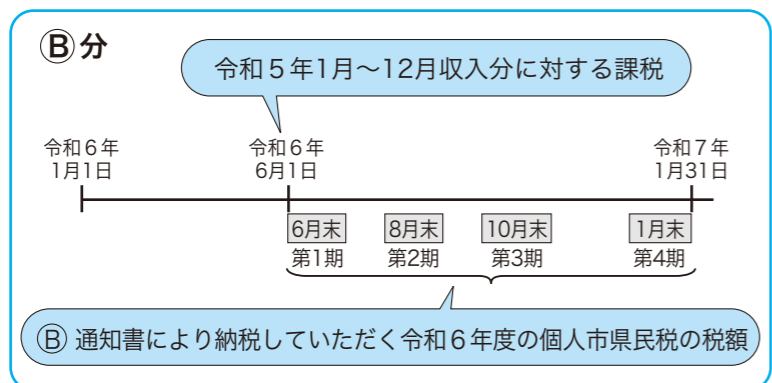 Ⓑ分
令和5年1月～12月収入分に対する課税
令和6年 令和6年 令和7年
1月1日 6月1日 1月31日
6月末 8月末 10月末 1月末
第1期 第2期 第3期 第4期
Ⓑ 通知書により納税していただく令和6年度の個人市県民税の税額